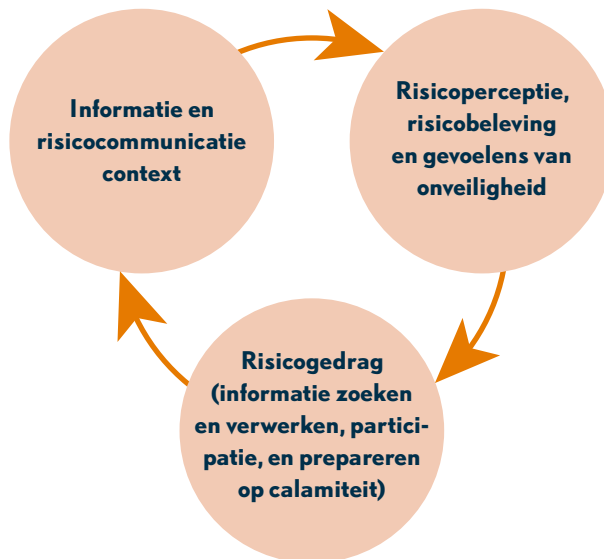 Informatie en
risicocommunicatie
context
Risicoperceptie,
risicobeleving
en gevoelens van
onveiligheid
Risicogedrag
(informatie zoeken
en verwerken, partici-
patie, en prepareren
op calamiteit)